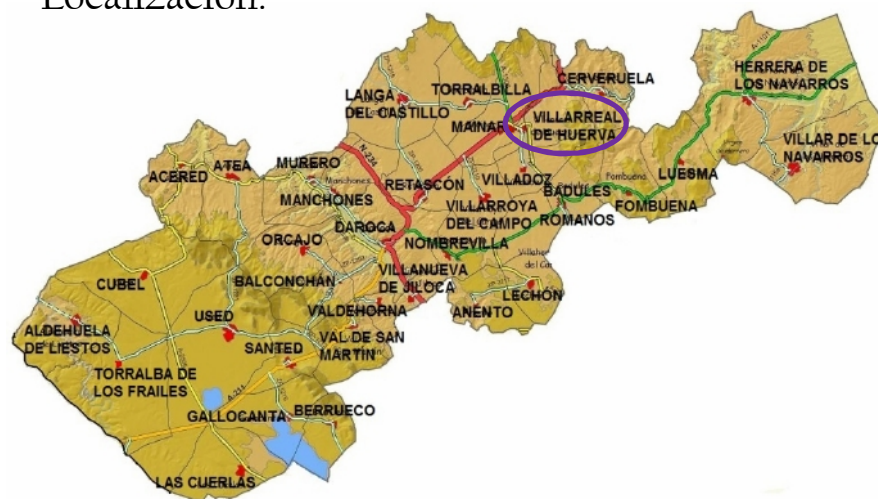 Localización:
CERVERUELA
HERRERA DE
LOS NAVARROS
LANGA
DEL CASTILLO
TORRALBILLA
MAINAR
VILLARREAL
DE HUERVA
VILLAR DE LOS
NAVARROS
N-234
ACERED
ATEA
MURERO
MANCHONES
Manchones
RETASCÓN
VILLADOZ
BADULES
LUESMA
Fombuena
FOMBUENA
VILLARROYA
DEL CAMPO
ROMANOS
DAROCA
ORCAJO
NOMBREVILLA
CUBEL
BALCONCHÁN
VILLANUEVA
DE JILOCA
LECHÓN
ANENTO
ALDEHUELA
DE LIESTOS
USED
VALDEHORNA
SANTED
VAL DE SAN
MARTÍN
TORRALBA DE
LOS FRAILES
A-211
GALLOCANTA
BERRUECO
LAS CUERLAS